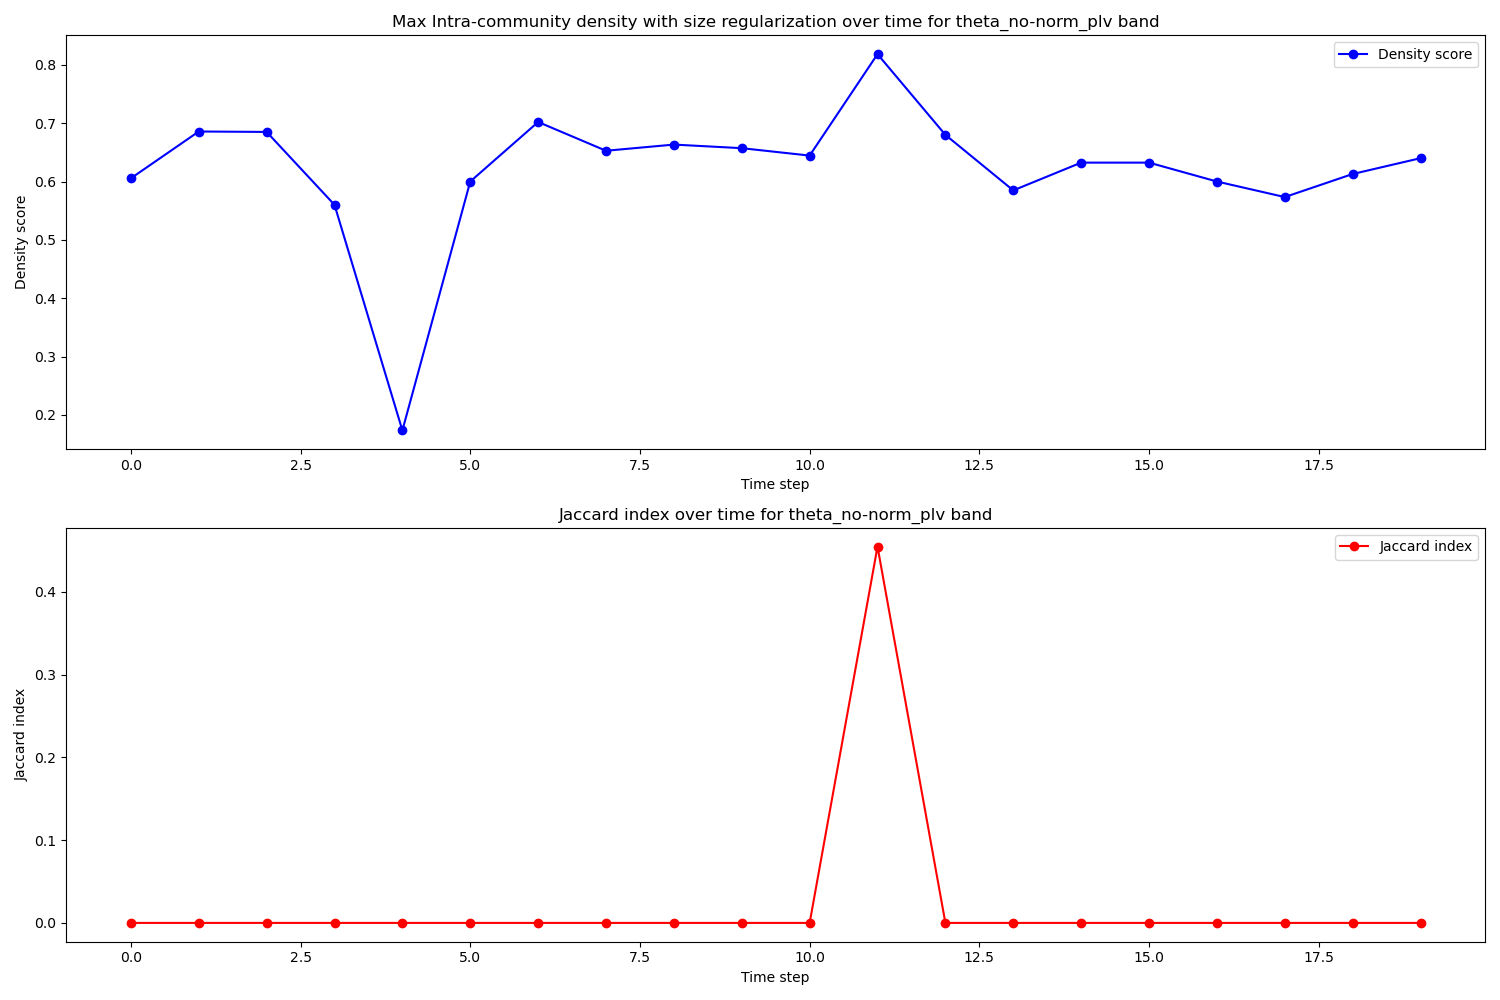 Max Intra-community density with size regularization over time for theta_no-norm_plv band
Density score
0.8
0.7
0.6
0.5
0.4
0.3
0.2
Density score
0.0 2.5 5.0 7.5 10.0 12.5 15.0 17.5
Time step
Jaccard index over time for theta_no-norm_plv band
Jaccard index
0.4
0.3
0.2
0.1
0.0
Jaccard index
0.0 2.5 5.0 7.5 10.0 12.5 15.0 17.5
Time step